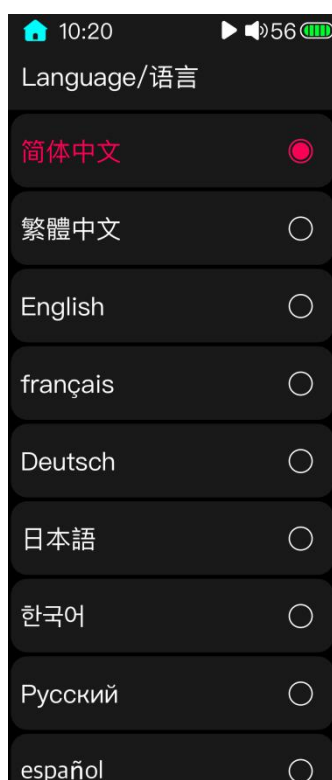 10:20 56
Language/语言
简体中文
繁體中文
English
français
Deutsch
日本語
한국어
Русский
español